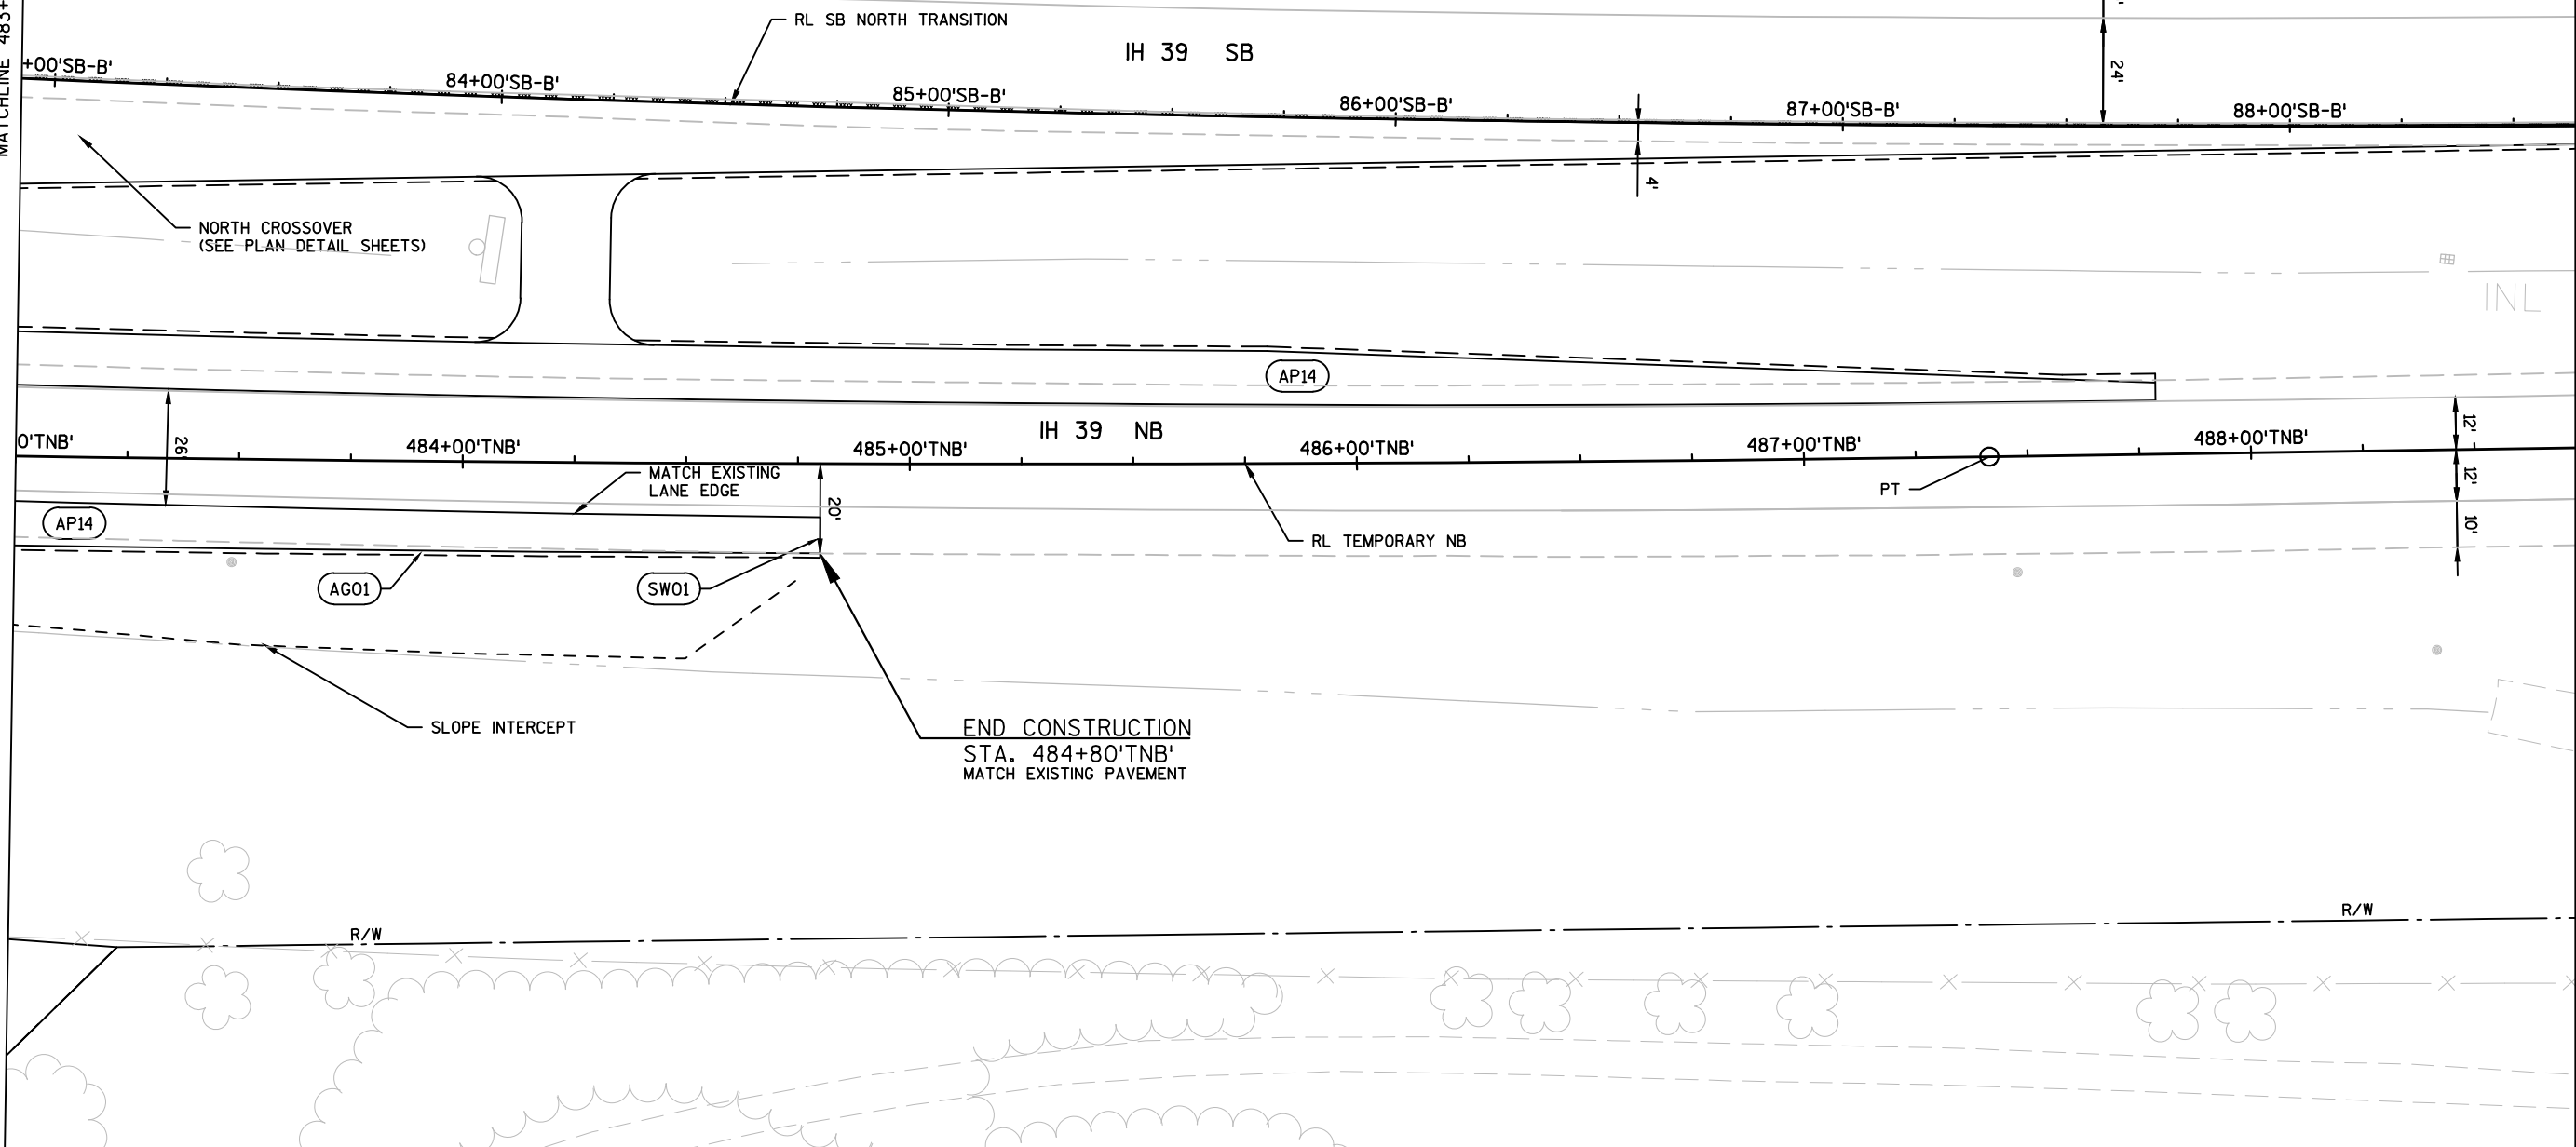 RL SB NORTH TRANSITION
IH 39 SB
24'
MATCHLINE 483+
+00'SB-B'
84+00'SB-B'
85+00'SB-B'
86+00'SB-B'
87+00'SB-B'
88+00'SB-B'
4'
NORTH CROSSOVER
(SEE PLAN DETAIL SHEETS)
INL
AP14
IH 39 NB
12'
0'TNB'
26'
484+00'TNB'
485+00'TNB'
486+00'TNB'
487+00'TNB'
488+00'TNB'
MATCH EXISTING
LANE EDGE
20'
PT
12'
AP14
10'
RL TEMPORARY NB
AG01
SW01
SLOPE INTERCEPT
END CONSTRUCTION
STA. 484+80'TNB'
MATCH EXISTING PAVEMENT
R/W
R/W